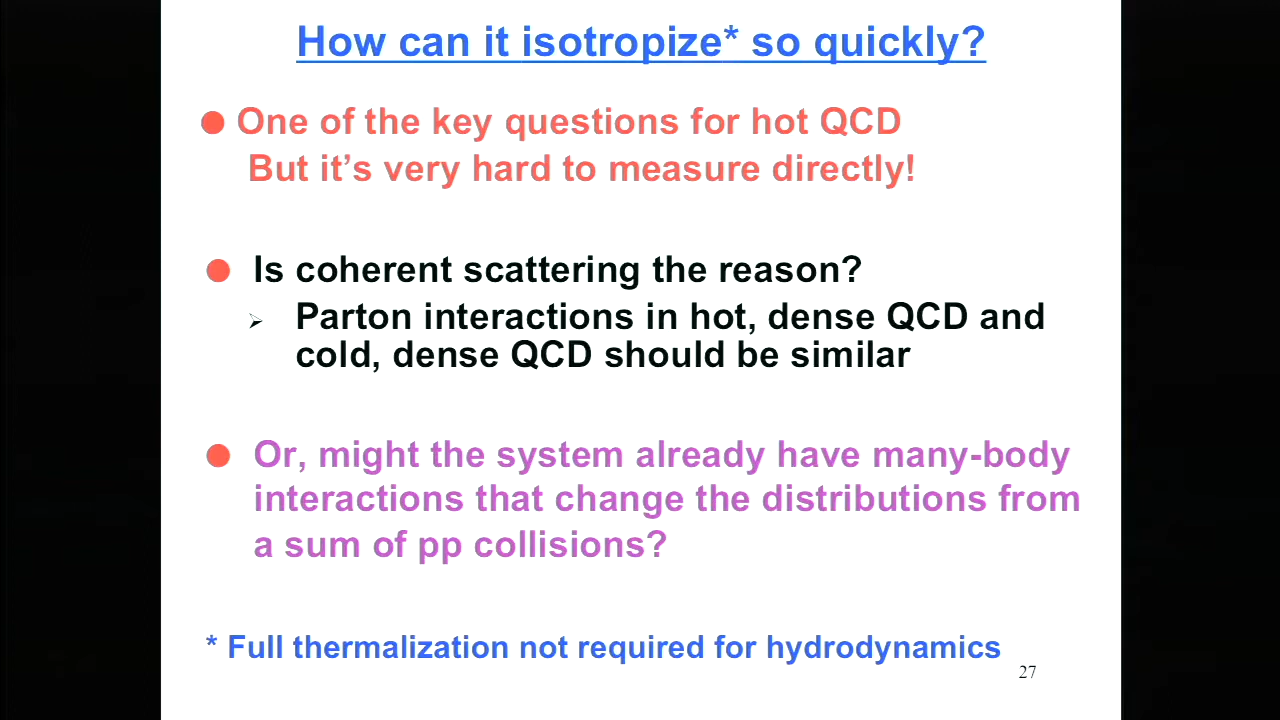 How can it isotropize* so quickly?
One of the key questions for hot QCD
But it’s very hard to measure directly!
Is coherent scattering the reason?
Parton interactions in hot, dense QCD and
cold, dense QCD should be similar
Or, might the system already have many-body
interactions that change the distributions from
a sum of pp collisions?
* Full thermalization not required for hydrodynamics
27